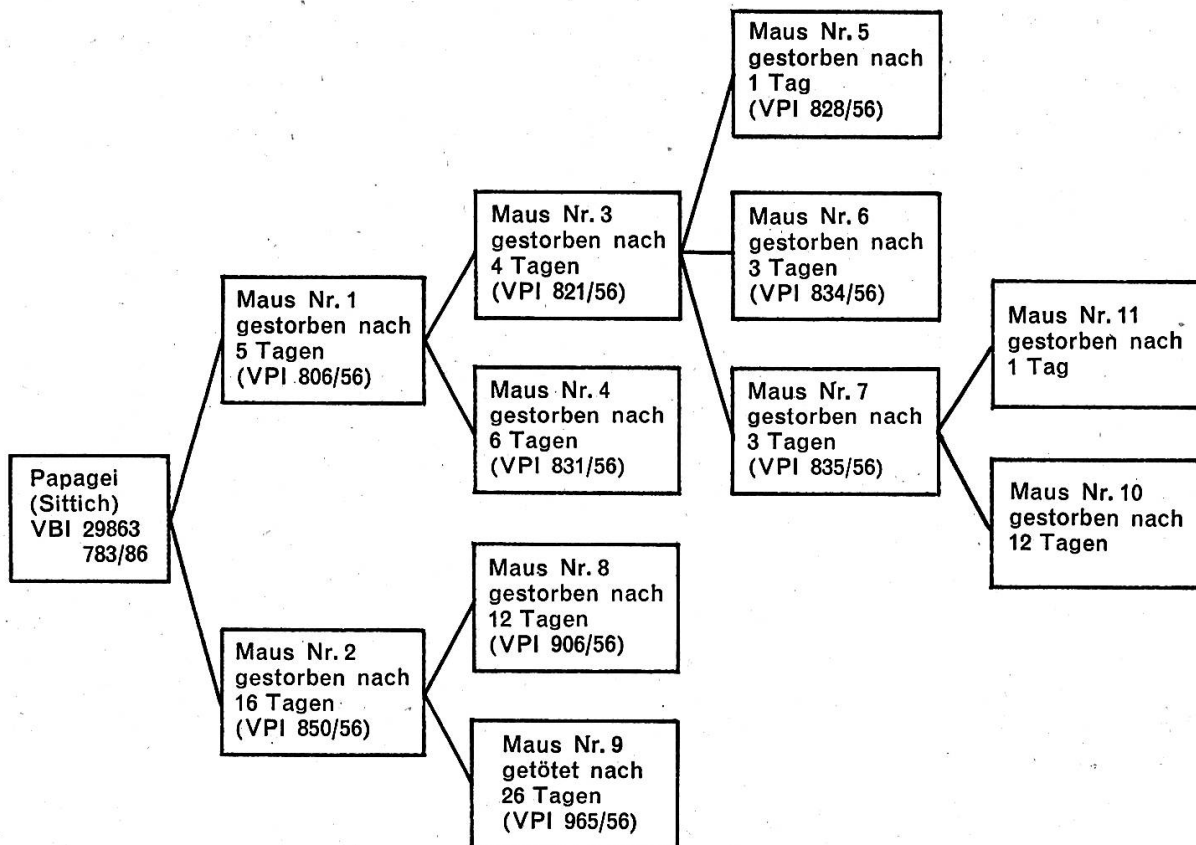 Papagei
(Sittich)
VBI 29863
783/86
Maus Nr. 1
gestorben nach
5 Tagen
(VPI 806/56)
Maus Nr. 2
gestorben nach
16 Tagen
(VPI 850/56)
Maus Nr. 3
gestorben nach
4 Tagen
(VPI 821/56)
Maus Nr. 4
gestorben nach
6 Tagen
(VPI 831/56)
Maus Nr. 8
gestorben nach
12 Tagen
(VPI 906/56)
Maus Nr. 9
getötet nach
26 Tagen
(VPI 965/56)
Maus Nr. 5
gestorben nach
1 Tag
(VPI 828/56)
Maus Nr. 6
gestorben nach
3 Tagen
(VPI 834/56)
Maus Nr. 7
gestorben nach
3 Tagen
(VPI 835/56)
Maus Nr. 11
gestorben nach
1 Tag
Maus Nr. 10
gestorben nach
12 Tagen